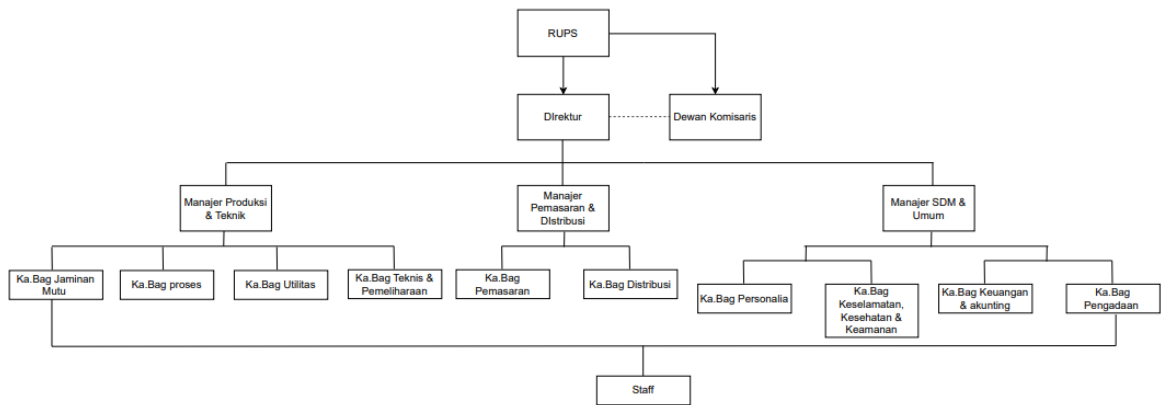 RUPS
DIrektur
Dewan Komisaris
Manajer Produksi
& Teknik
Manajer
Pemasaran &
DIstribusi
Manajer SDM &
Umum
Ka.Bag Jaminan
Mutu
Ka.Bag proses
Ka.Bag Utilitas
Ka.Bag Teknis &
Pemeliharaan
Ka.Bag
Pemasaran
Ka.Bag Distribusi
Ka.Bag Personalia
Ka.Bag
Keselamatan,
Kesehatan &
Keamanan
Ka.Bag Keuangan
& akunting
Ka.Bag
Pengadaan
Staff